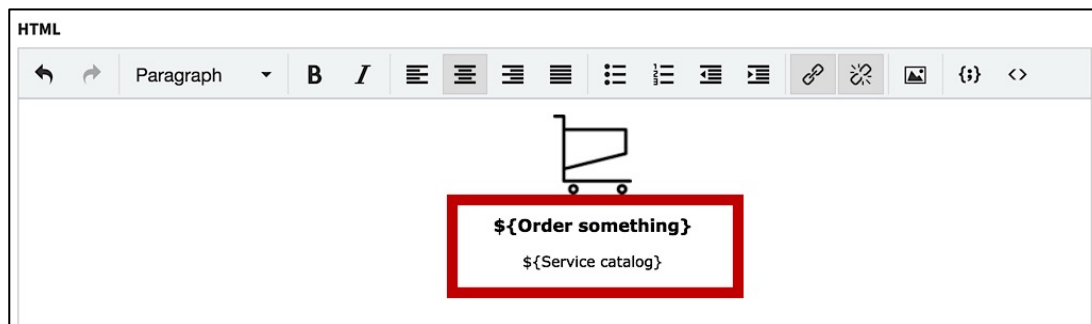 HTML
Paragraph B I {;} <>
${Order something}
${Service catalog}